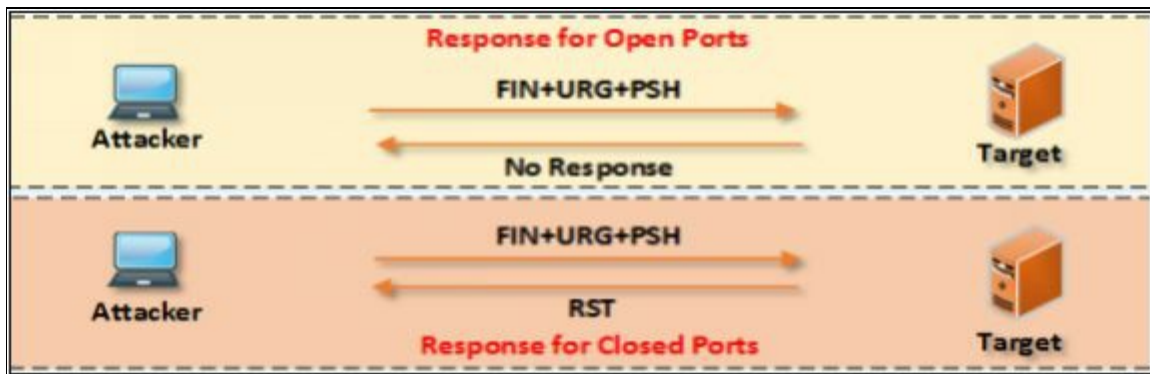 Response for Open Ports
FIN+URG+PSH
Attacker
No Response
Target
FIN+URG+PSH
Attacker
RST
Target
Response for Closed Ports